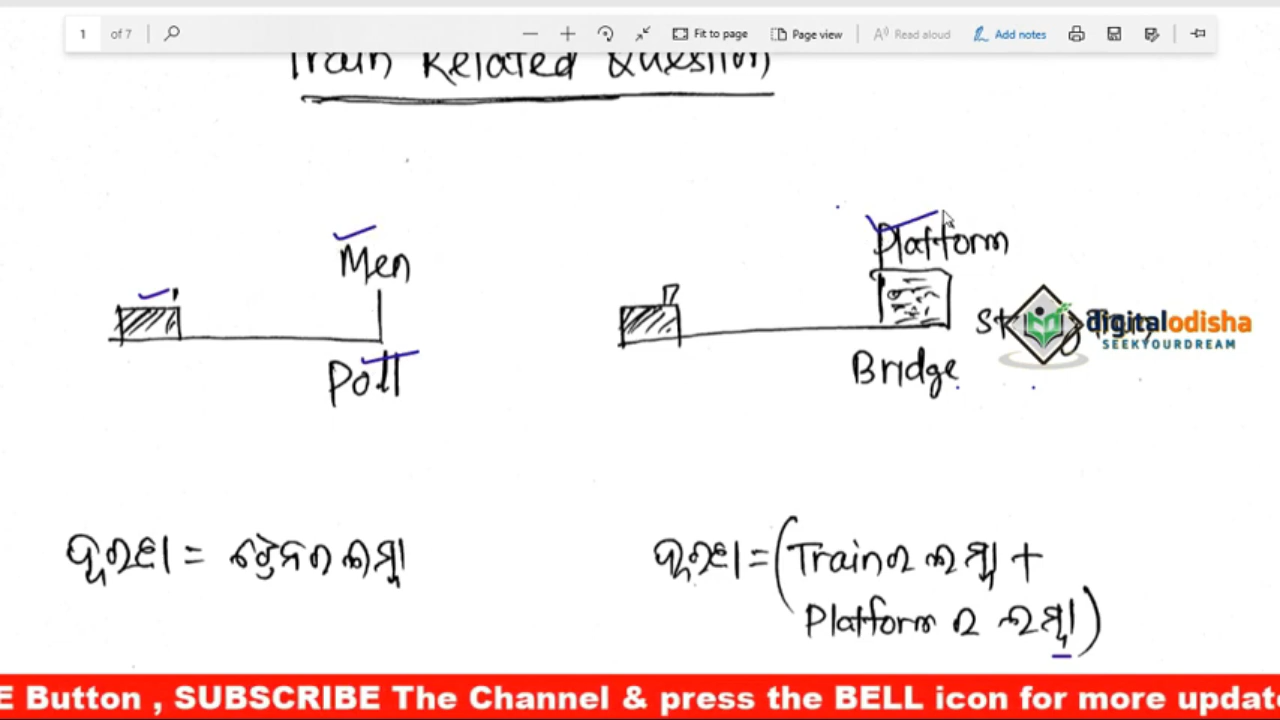 1 of 7 Fit to page Page view Read aloud Add notes
Train Related Question
Men
Platform
digitalodisha
SEEKYOURDREAM
Poll
Bridge
ଦୂରତା = ଟ୍ରେନର ଲମ୍ବା
ଦୂରତା = (Trainର ଲମ୍ବା +
Platform ର ଲମ୍ବା)
E Button , SUBSCRIBE The Channel & press the BELL icon for more update